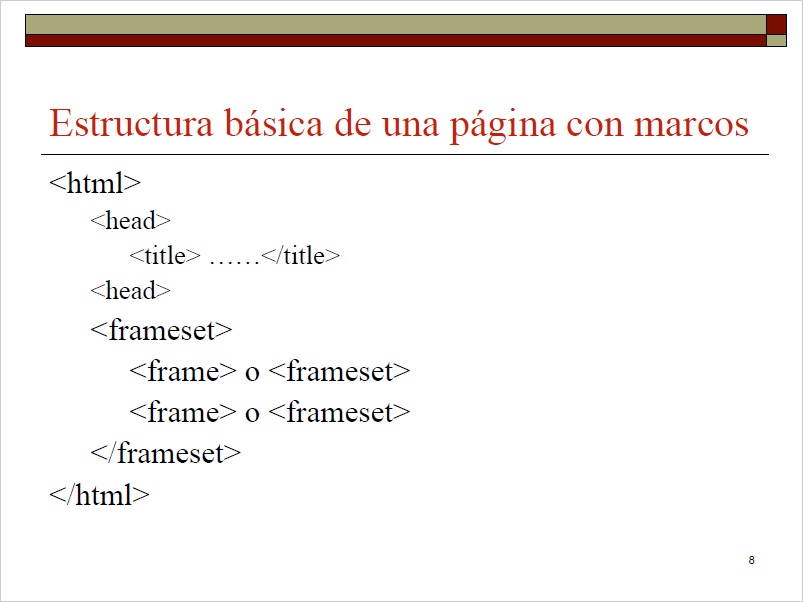 Estructura básica de una página con marcos
<html>
<head>
<title> ……</title>
<head>
<frameset>
<frame> o <frameset>
<frame> o <frameset>
</frameset>
</html>
8